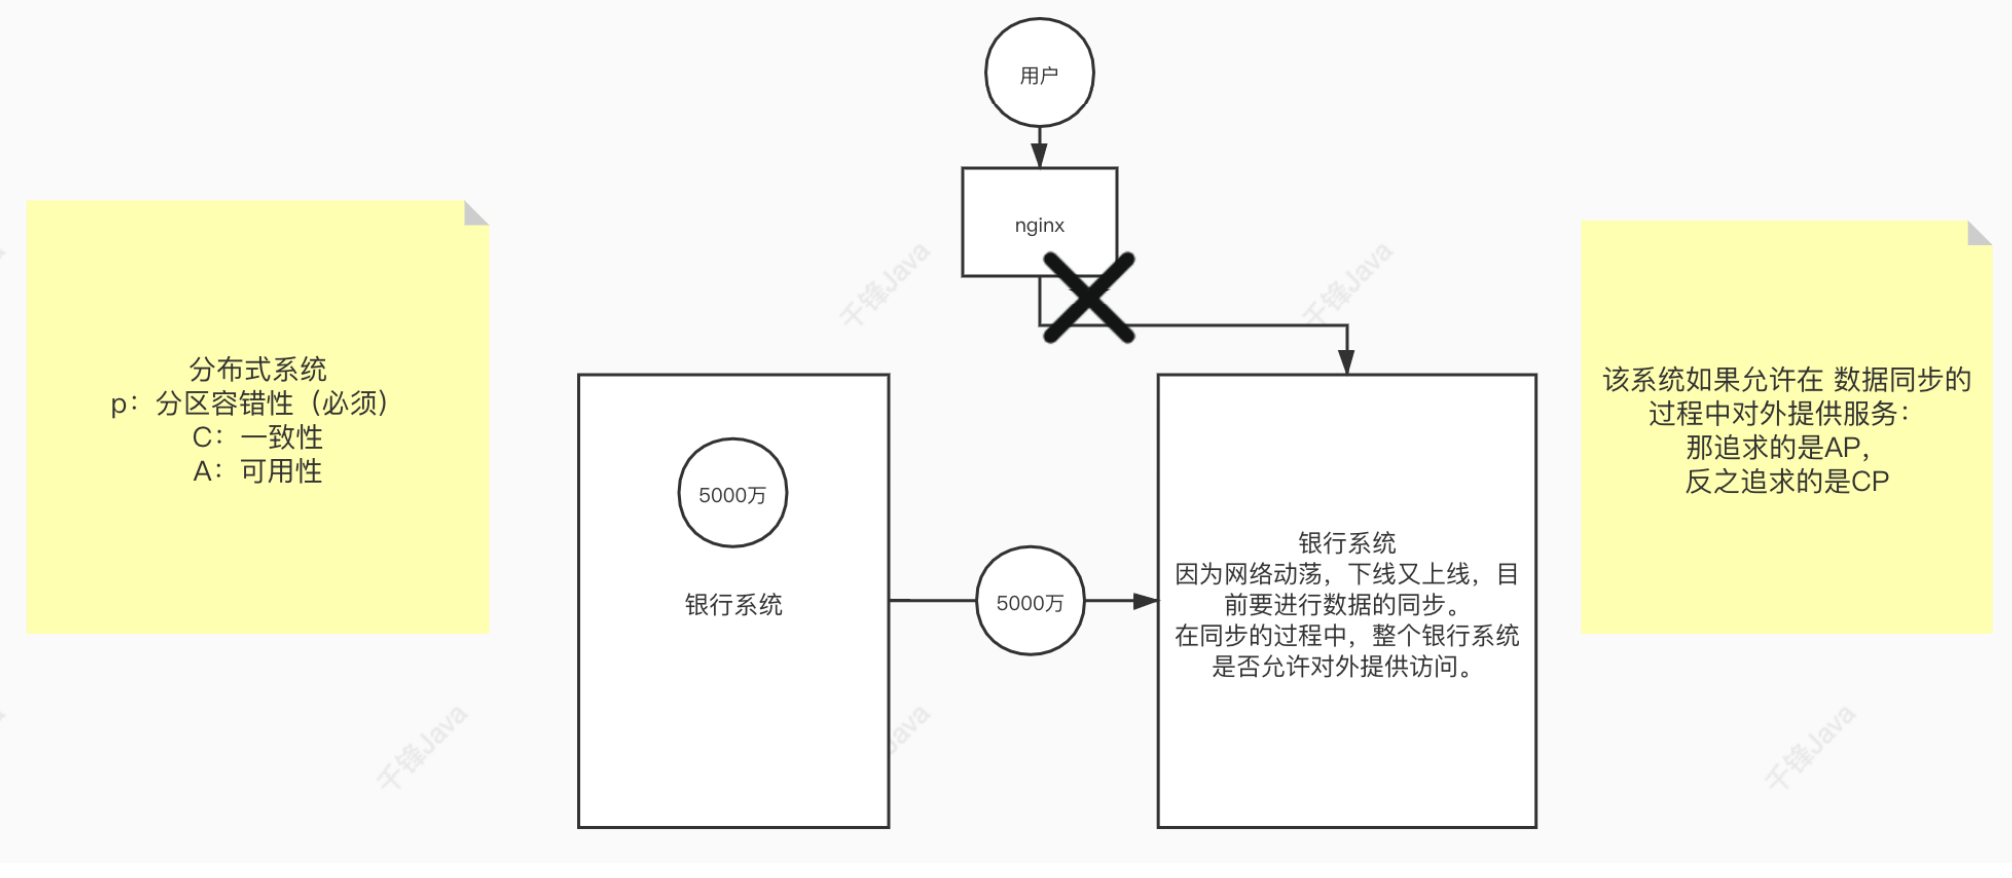 用户
nginx
分布式系统
p：分区容错性（必须）
C：一致性
A：可用性
5000万
银行系统
5000万
银行系统
因为网络动荡，下线又上线，目
前要进行数据的同步。
在同步的过程中，整个银行系统
是否允许对外提供访问。
该系统如果允许在 数据同步的
过程中对外提供服务：
那追求的是AP，
反之追求的是CP
千锋Java
千锋Java
千锋Java
Java
千锋Java